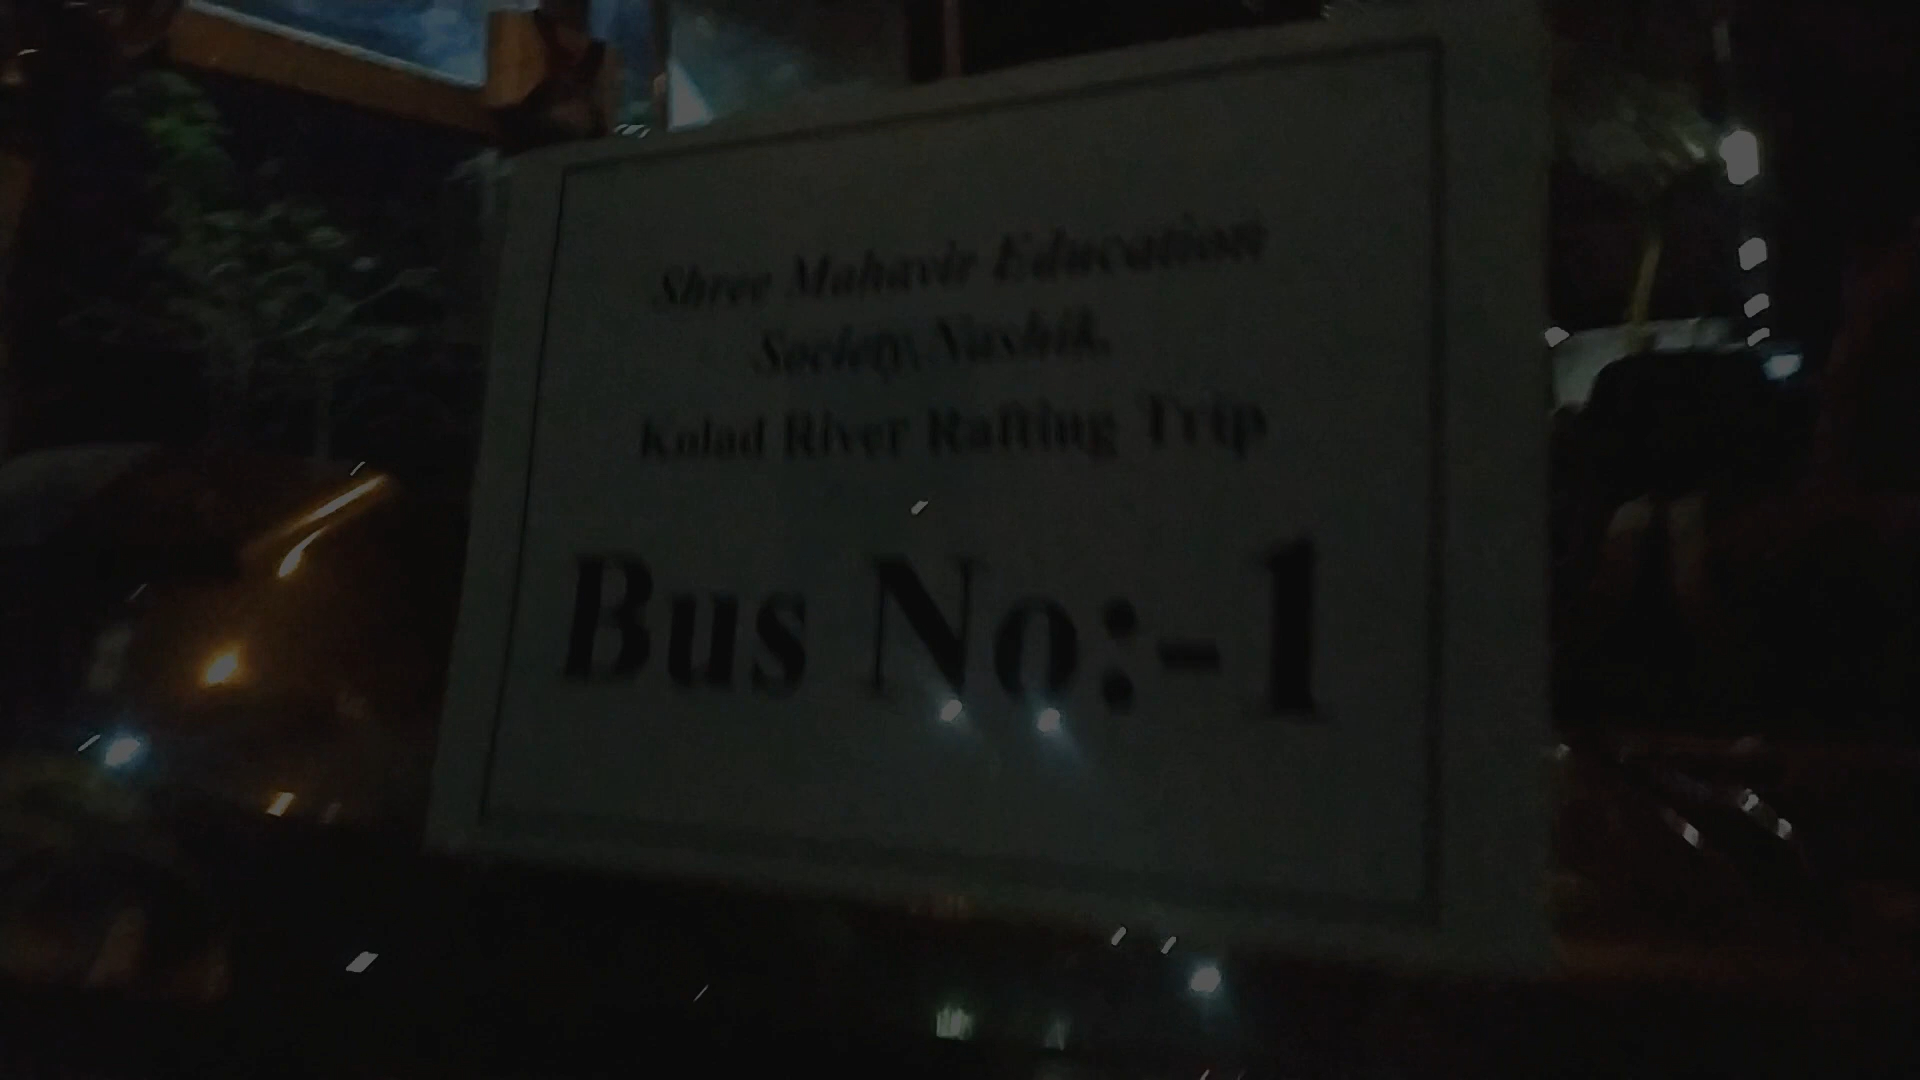 Shree Mahavir Education
Society, Nashik.
Kolad River Rafting Trip
Bus No:-1